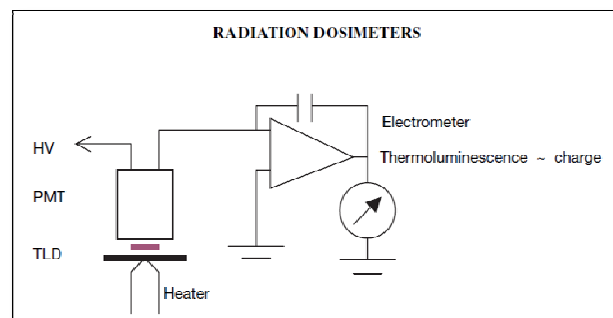 RADIATION DOSIMETERS
Electrometer
HV
Thermoluminescence ~ charge
PMT
TLD
Heater